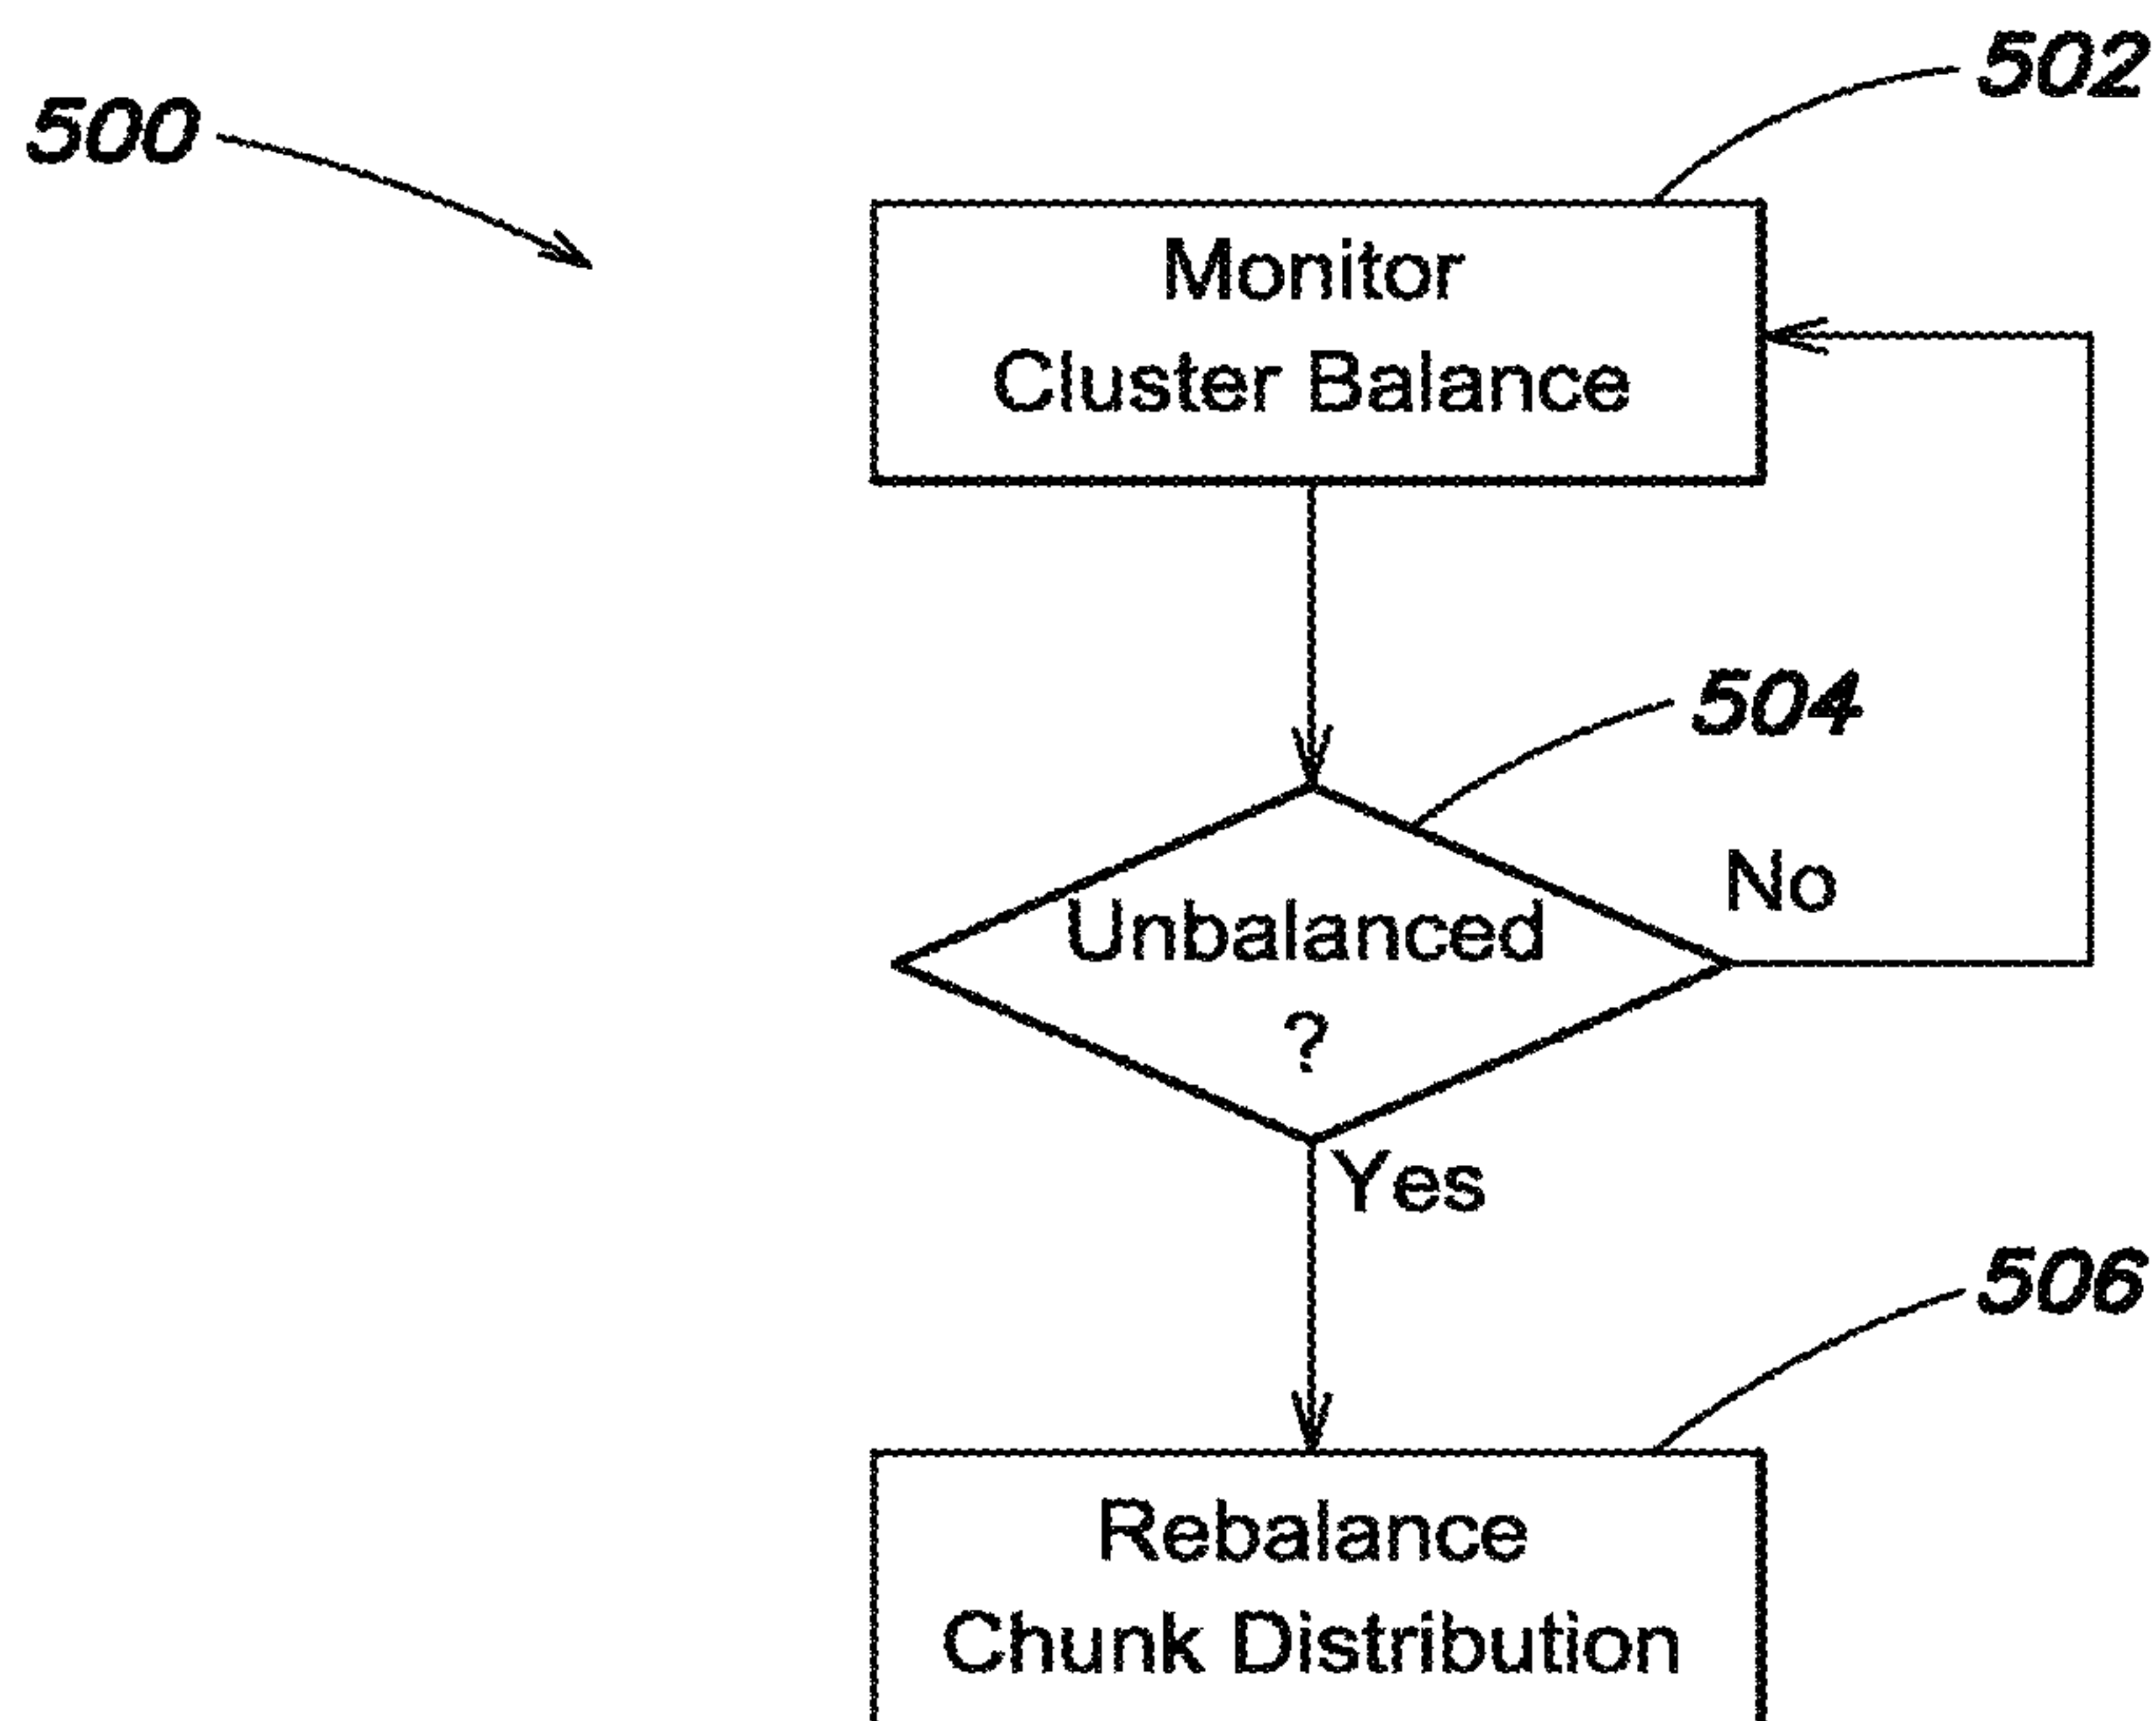 502
500
Monitor
Cluster Balance
504
No
Unbalanced
?
Yes
506
Rebalance
Chunk Distribution